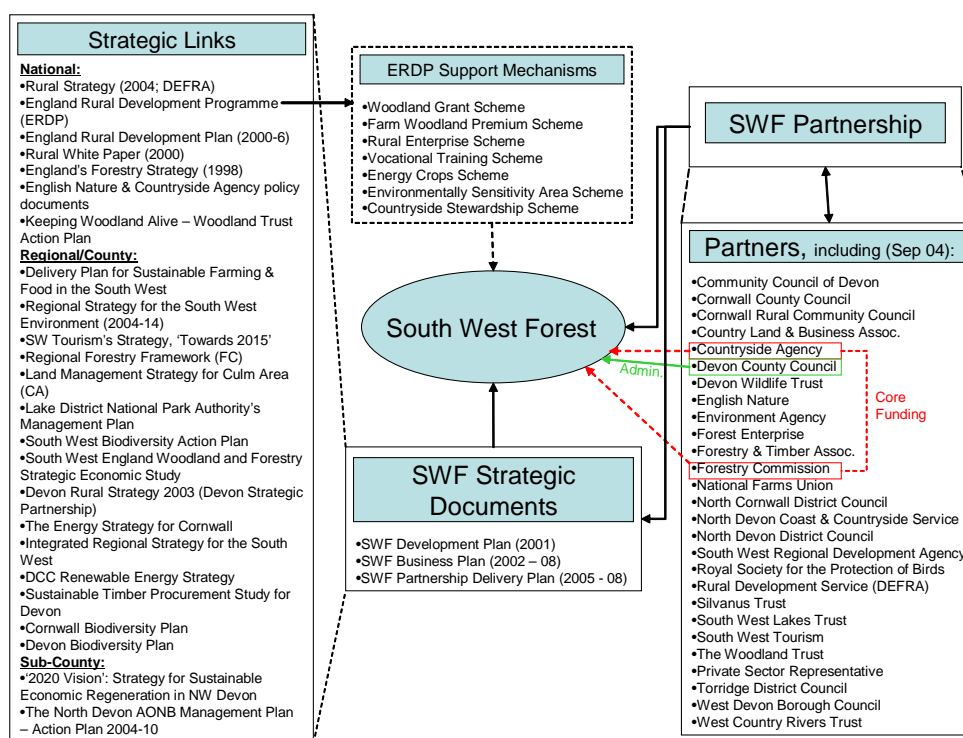 Strategic Links
National:
•Rural Strategy (2004; DEFRA)
•England Rural Development Programme
(ERDP)
•England Rural Development Plan (2000-6)
•Rural White Paper (2000)
•England's Forestry Strategy (1998)
•English Nature & Countryside Agency policy
documents
•Keeping Woodland Alive – Woodland Trust
Action Plan
Regional/County:
•Delivery Plan for Sustainable Farming &
Food in the South West
•Regional Strategy for the South West
Environment (2004-14)
•SW Tourism's Strategy, 'Towards 2015'
•Regional Forestry Framework (FC)
•Land Management Strategy for Culm Area
(CA)
•Lake District National Park Authority's
Management Plan
•South West Biodiversity Action Plan
•South West England Woodland and Forestry
Strategic Economic Study
•Devon Rural Strategy 2003 (Devon Strategic
Partnership)
•The Energy Strategy for Cornwall
•Integrated Regional Strategy for the South
West
•DCC Renewable Energy Strategy
•Sustainable Timber Procurement Study for
Devon
•Cornwall Biodiversity Plan
•Devon Biodiversity Plan
Sub-County:
•'2020 Vision': Strategy for Sustainable
Economic Regeneration in NW Devon
•The North Devon AONB Management Plan
– Action Plan 2004-10
ERDP Support Mechanisms
•Woodland Grant Scheme
•Farm Woodland Premium Scheme
•Rural Enterprise Scheme
•Vocational Training Scheme
•Energy Crops Scheme
•Environmentally Sensitivity Area Scheme
•Countryside Stewardship Scheme
South West Forest
SWF Strategic
Documents
•SWF Development Plan (2001)
•SWF Business Plan (2002 – 08)
•SWF Partnership Delivery Plan (2005 - 08)
SWF Partnership
Partners, including (Sep 04):
•Community Council of Devon
•Cornwall County Council
•Cornwall Rural Community Council
•Country Land & Business Assoc.
•Countryside Agency
•Devon County Council
•Devon Wildlife Trust
•English Nature
•Environment Agency
•Forest Enterprise
•Forestry & Timber Assoc.
•Forestry Commission
•National Farms Union
•North Cornwall District Council
•North Devon Coast & Countryside Service
•North Devon District Council
•South West Regional Development Agency
•Royal Society for the Protection of Birds
•Rural Development Service (DEFRA)
•Silvanus Trust
•South West Lakes Trust
•South West Tourism
•The Woodland Trust
•Private Sector Representative
•Torridge District Council
•West Devon Borough Council
•West Country Rivers Trust
Admin.
Core
Funding